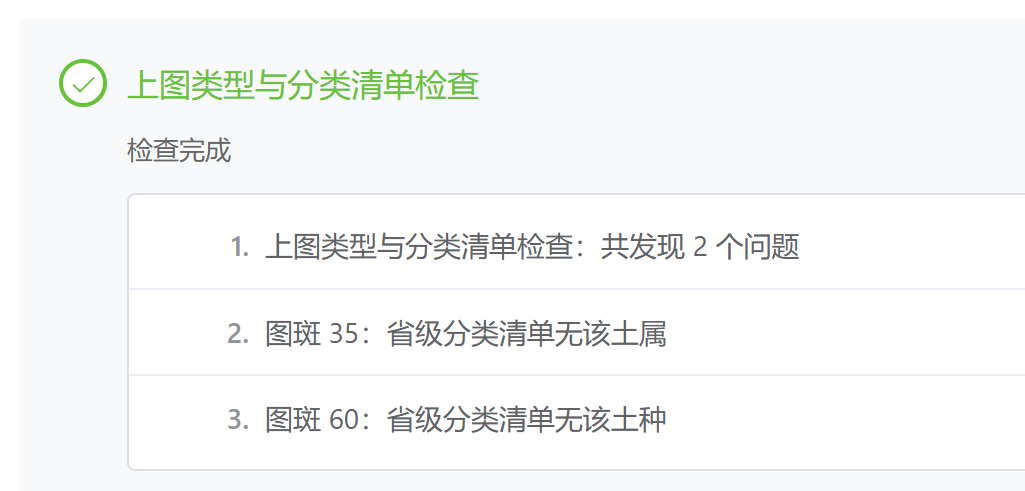 上图类型与分类清单检查
检查完成
1. 上图类型与分类清单检查：共发现 2 个问题
2. 图斑 35：省级分类清单无该土属
3. 图斑 60：省级分类清单无该土种